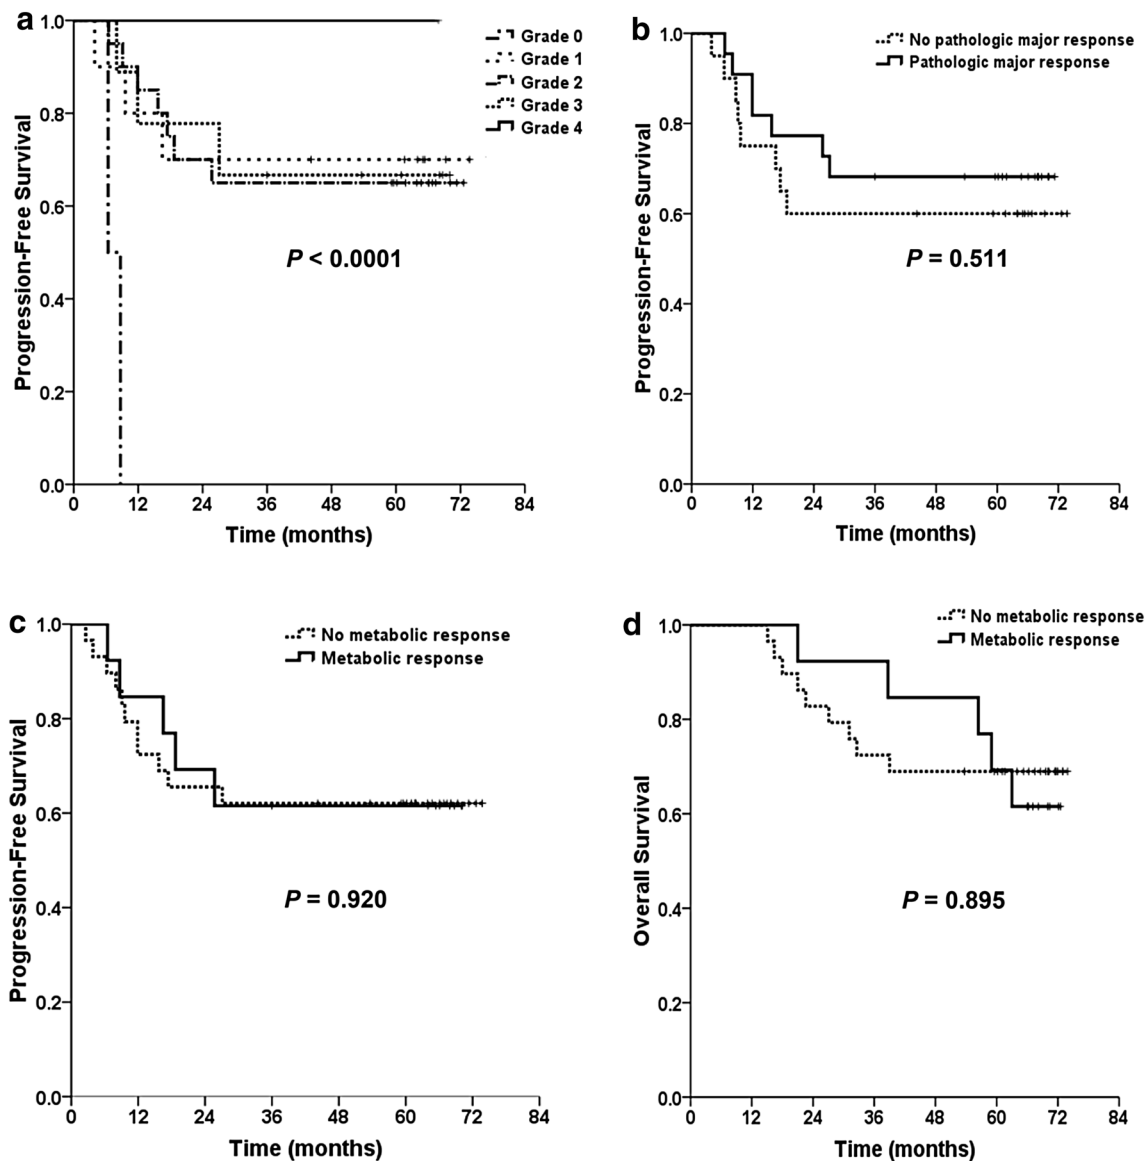 a
1.0
0.8
0.6
0.4
0.2
0.0
0 12 24 36 48 60 72 84
Progression-Free Survival
Time (months)
Grade 0
Grade 1
Grade 2
Grade 3
Grade 4
P < 0.0001
b
1.0
0.8
0.6
0.4
0.2
0.0
0 12 24 36 48 60 72 84
Progression-Free Survival
Time (months)
No pathologic major response
Pathologic major response
P = 0.511
c
1.0
0.8
0.6
0.4
0.2
0.0
0 12 24 36 48 60 72 84
Progression-Free Survival
Time (months)
No metabolic response
Metabolic response
P = 0.920
d
1.0
0.8
0.6
0.4
0.2
0.0
0 12 24 36 48 60 72 84
Overall Survival
Time (months)
No metabolic response
Metabolic response
P = 0.895